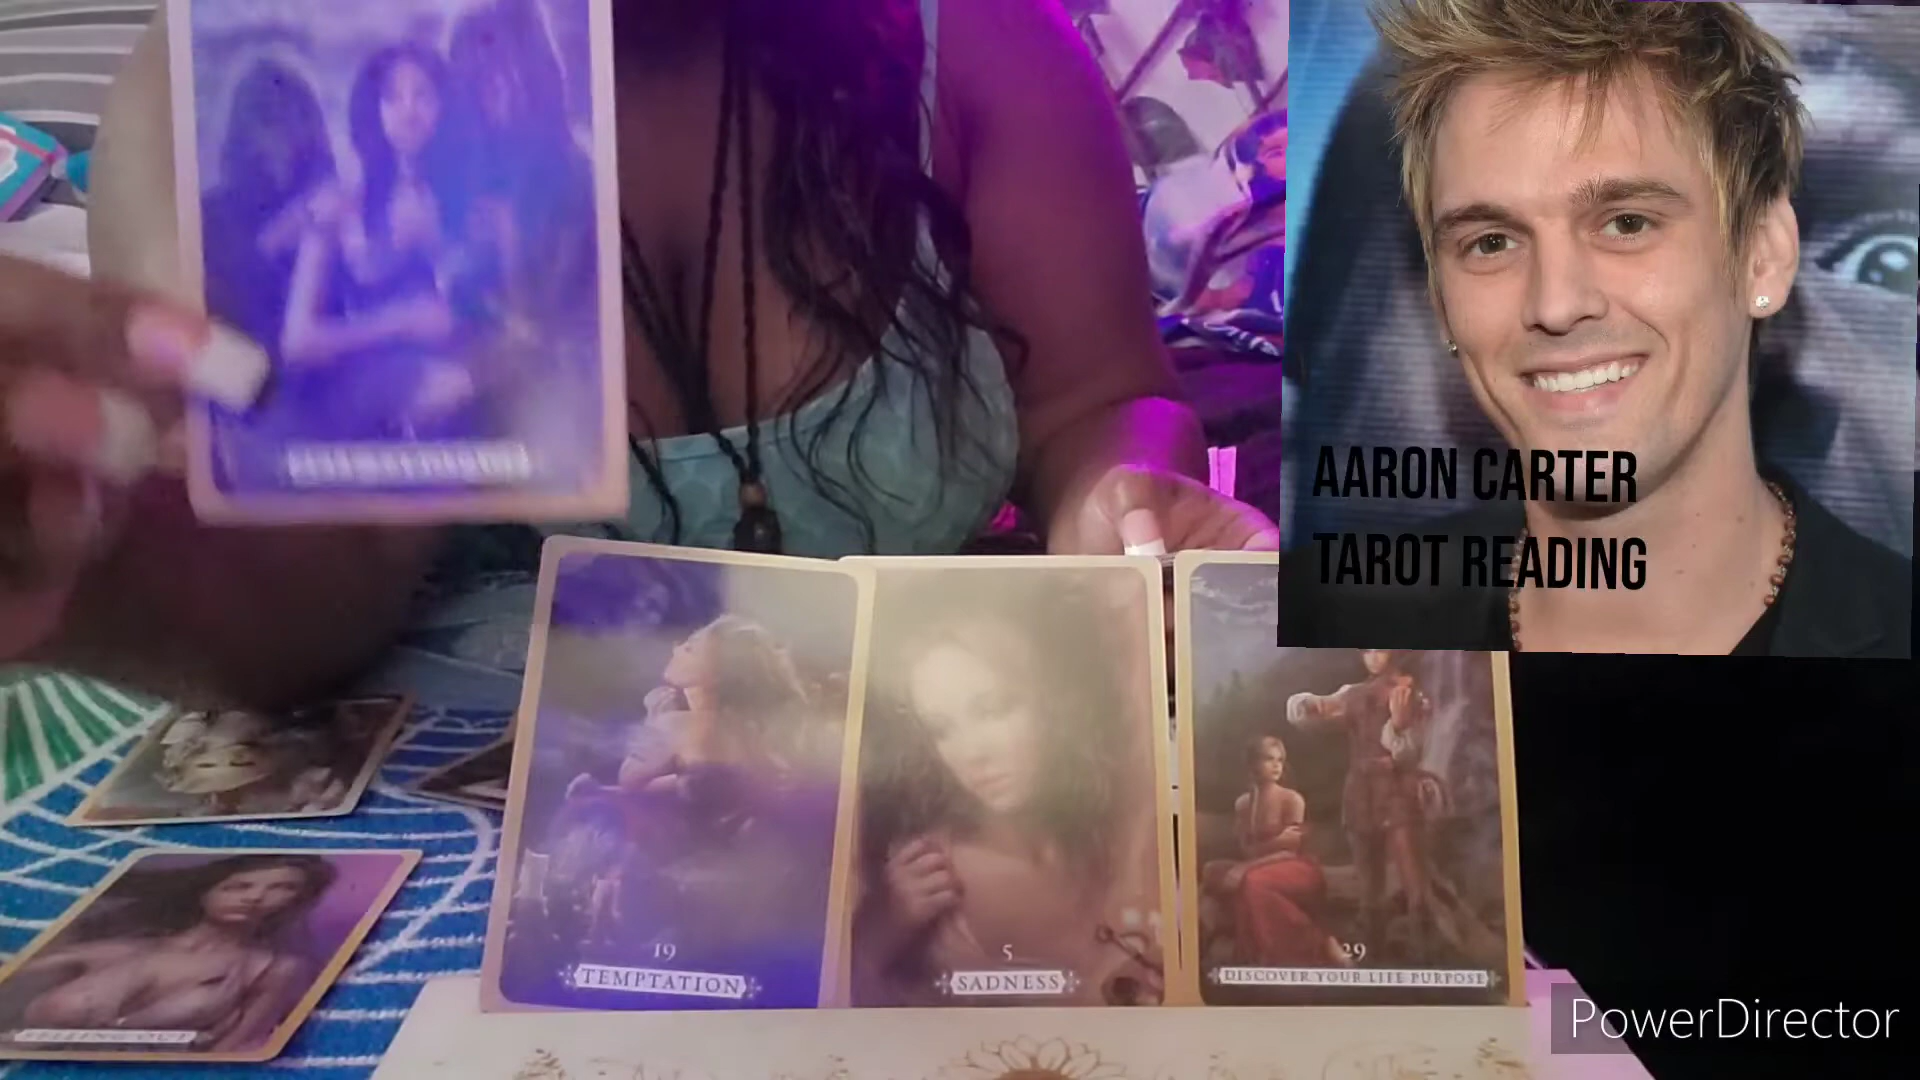 AARON CARTER
TAROT READING
19
TEMPTATION
5
SADNESS
29
DISCOVER YOUR LIFE PURPOSE
PowerDirector